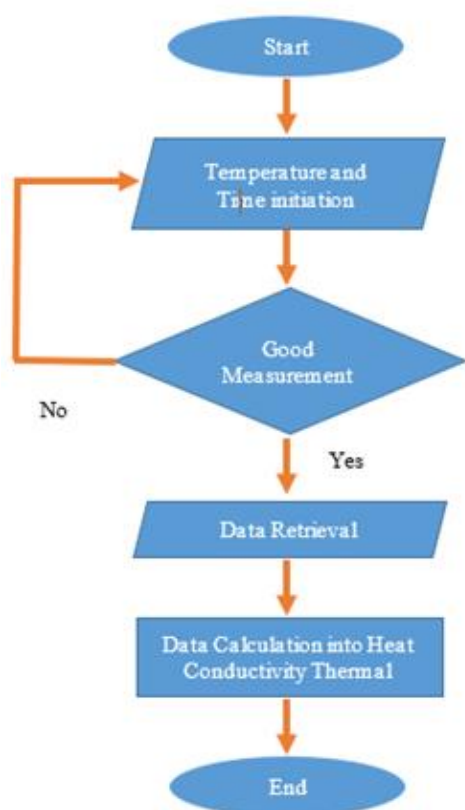 Start
Temperature and
Time initiation
Good
Measurement
No
Yes
Data Retrieval
Data Calculation into Heat
Conductivity Thermal
End